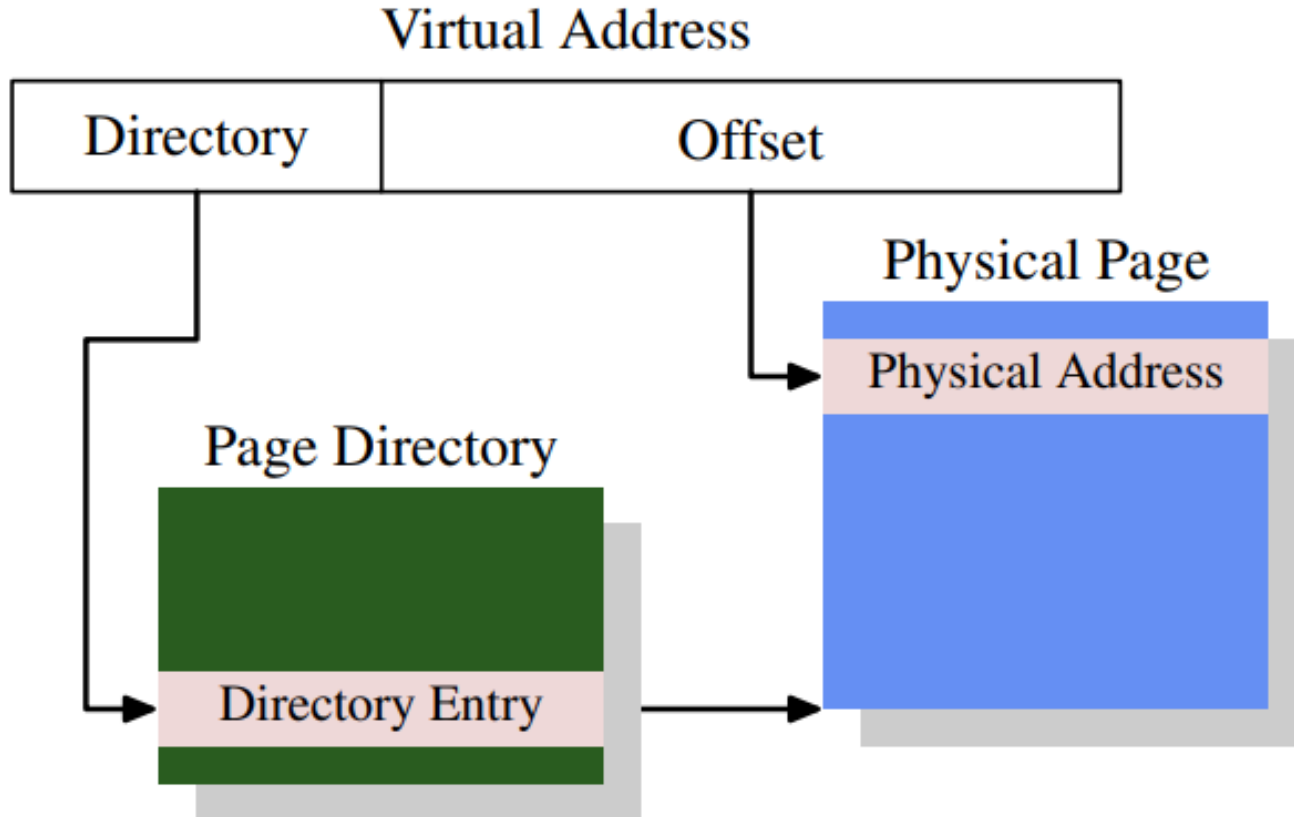 Virtual Address
Directory
Offset
Physical Page
Physical Address
Page Directory
Directory Entry